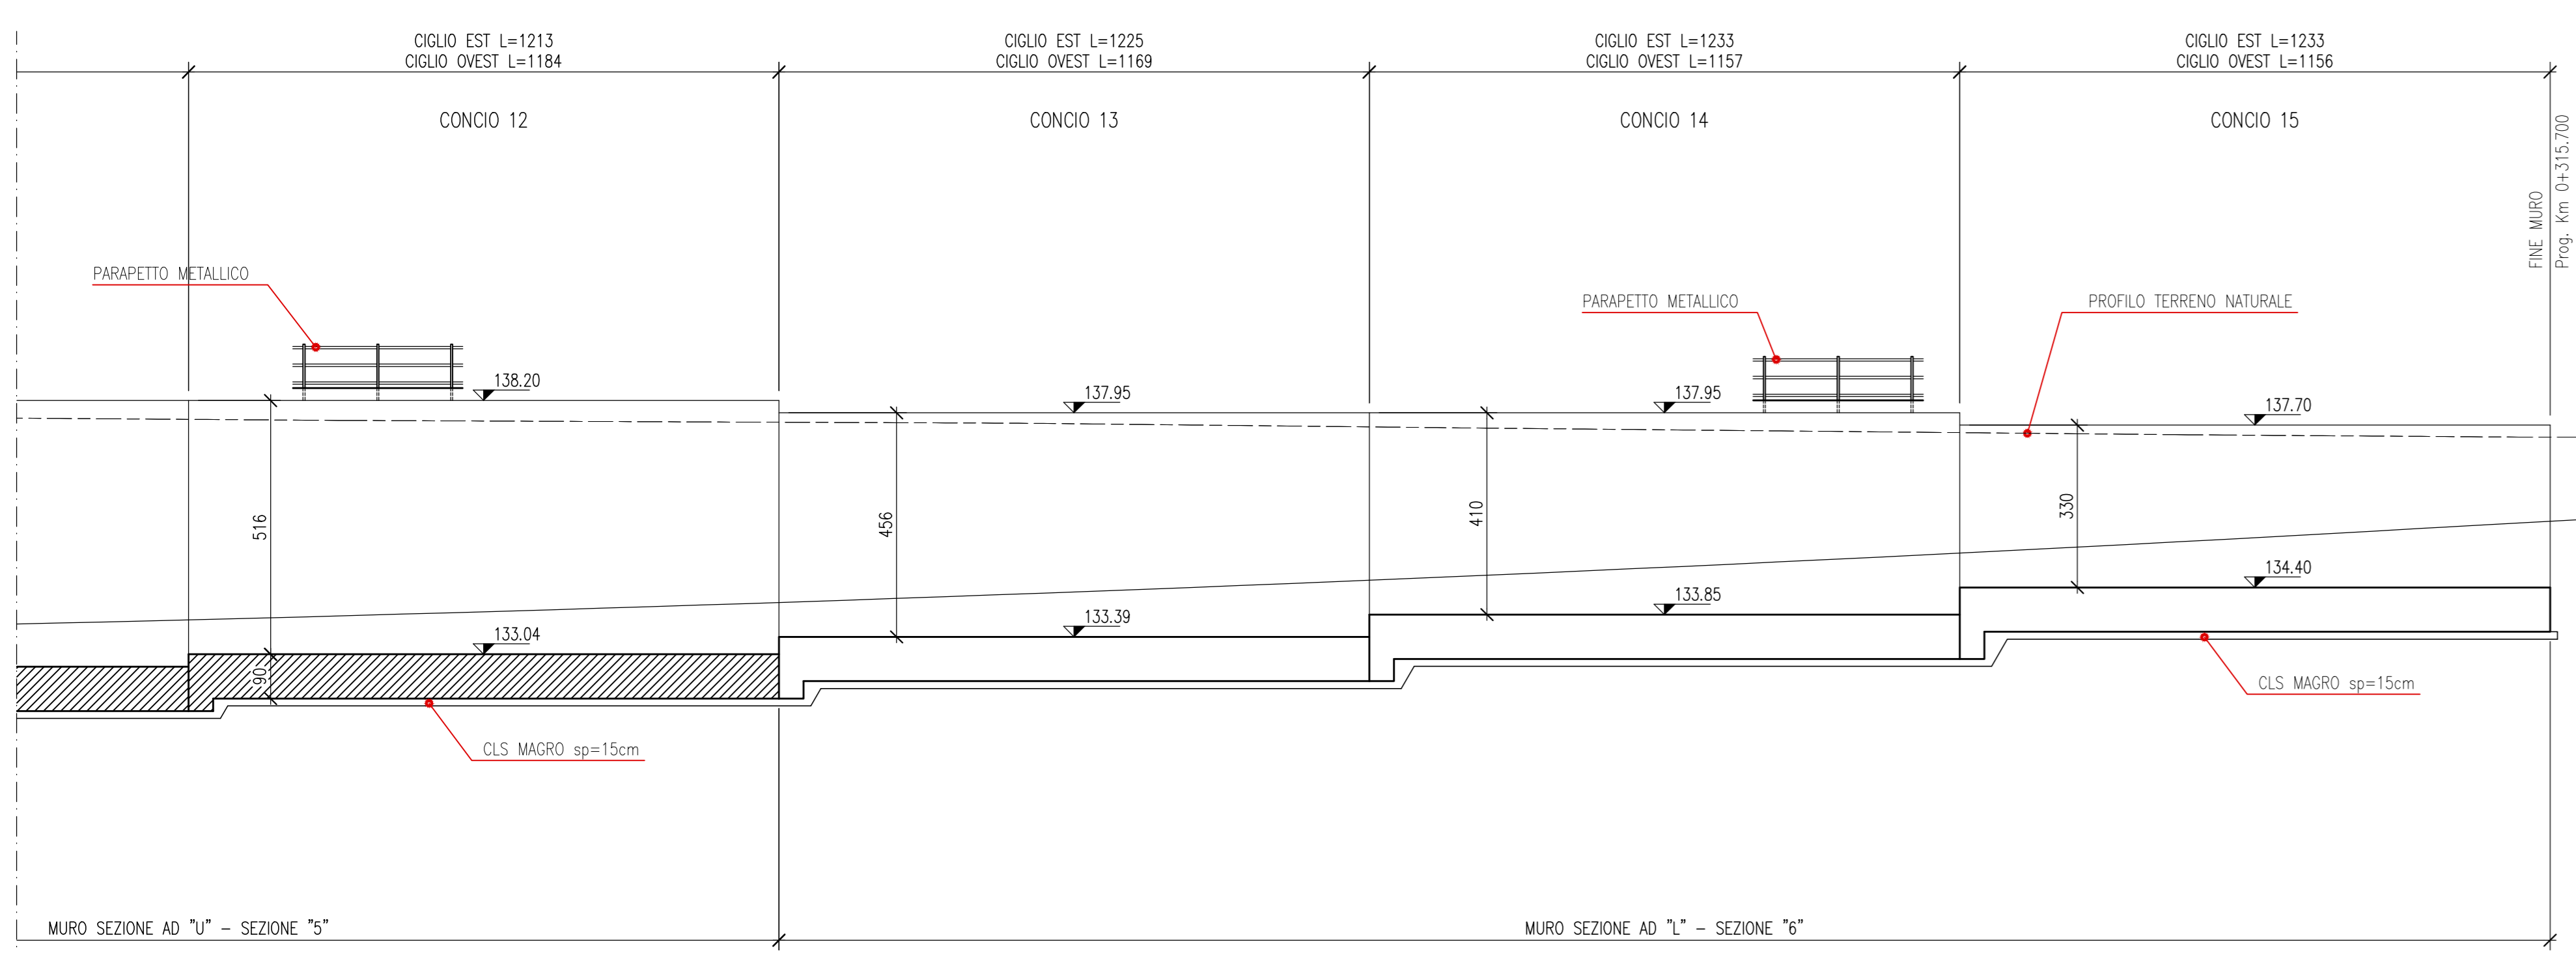 CIGLIO EST L=1213
CIGLIO OVEST L=1184
CIGLIO EST L=1225
CIGLIO OVEST L=1169
CIGLIO EST L=1233
CIGLIO OVEST L=1157
CIGLIO EST L=1233
CIGLIO OVEST L=1156
CONCIO 12
CONCIO 13
CONCIO 14
CONCIO 15
FINE MURO
Prog. Km 0+315.700
PARAPETTO METALLICO
PARAPETTO METALLICO
PROFILO TERRENO NATURALE
138.20
137.95
137.95
137.70
516
456
410
330
133.04
133.39
133.85
134.40
90
CLS MAGRO sp=15cm
CLS MAGRO sp=15cm
MURO SEZIONE AD "U" – SEZIONE "5"
MURO SEZIONE AD "L" – SEZIONE "6"